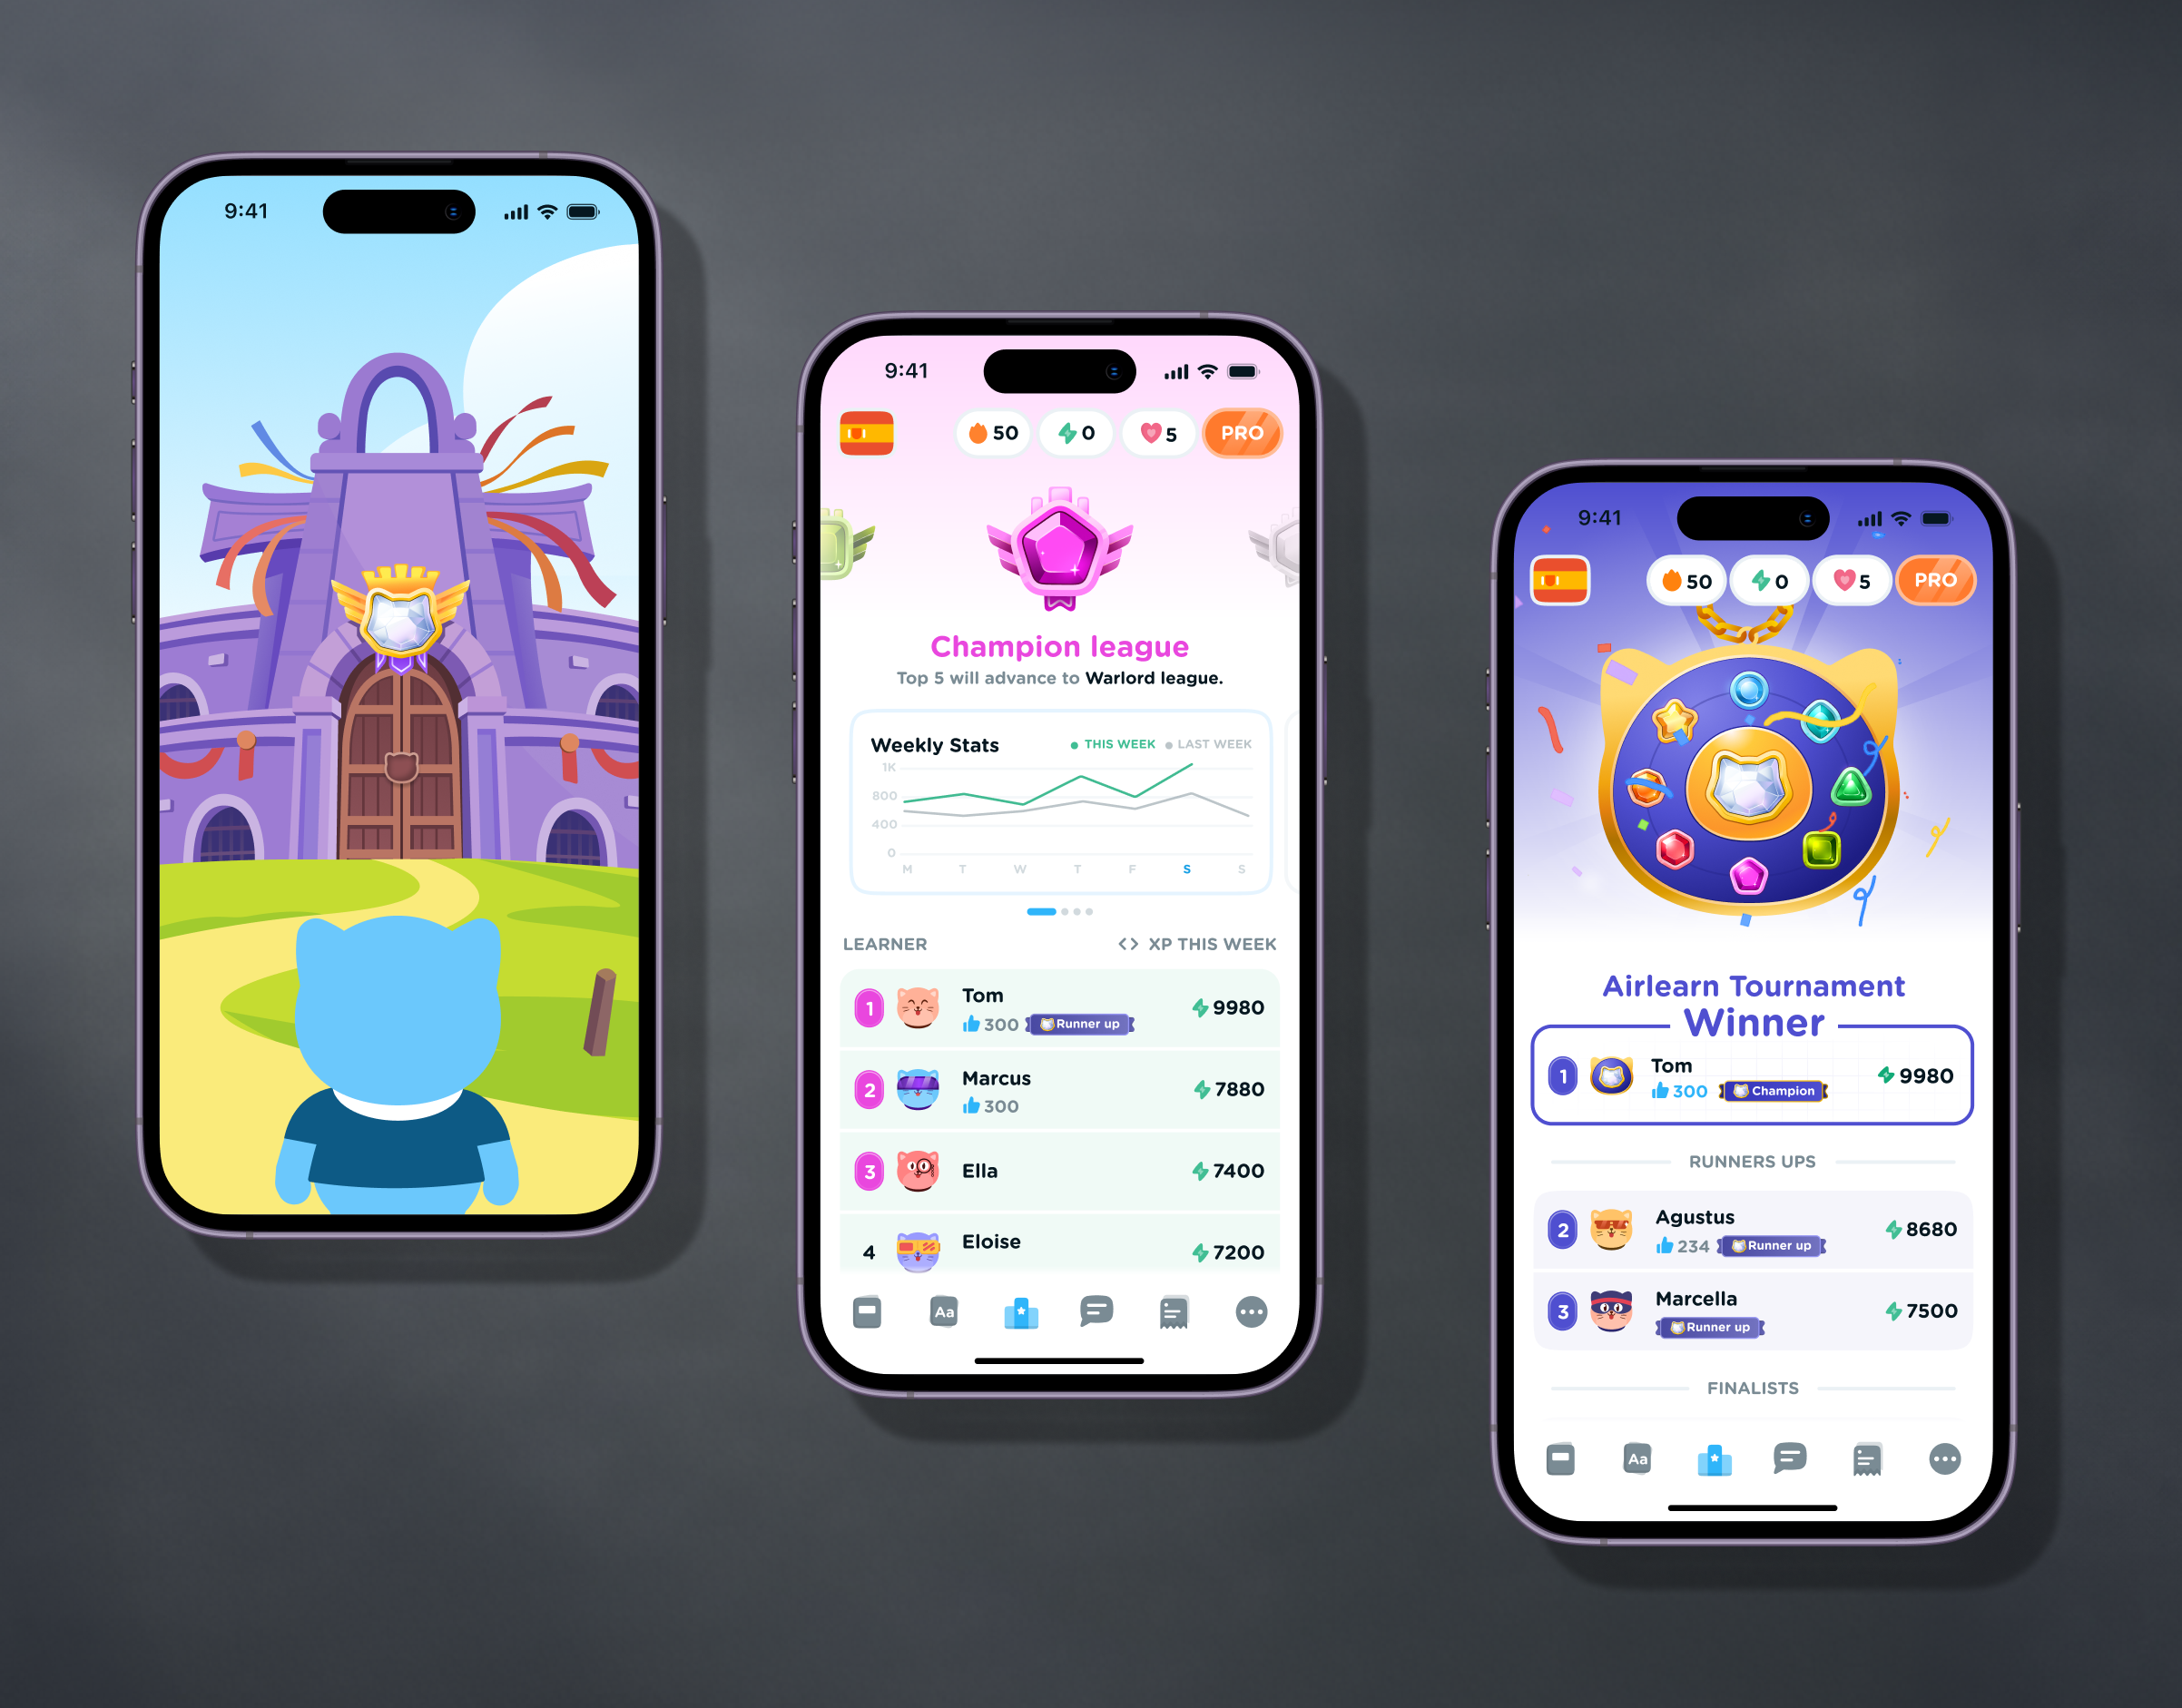 9:41
9:41
50
0
5
PRO
Champion league
Top 5 will advance to Warlord league.
Weekly Stats
THIS WEEK
LAST WEEK
1K
800
400
0
M T W T F S S
LEARNER
<> XP THIS WEEK
1
Tom
300
Runner up
9980
2
Marcus
300
7880
3
Ella
7400
4
Eloise
7200
Aa
9:41
50
0
5
PRO
Airlearn Tournament
Winner
1
Tom
300
Champion
9980
RUNNERS UPS
2
Agustus
234
Runner up
8680
3
Marcella
Runner up
7500
FINALISTS
Aa